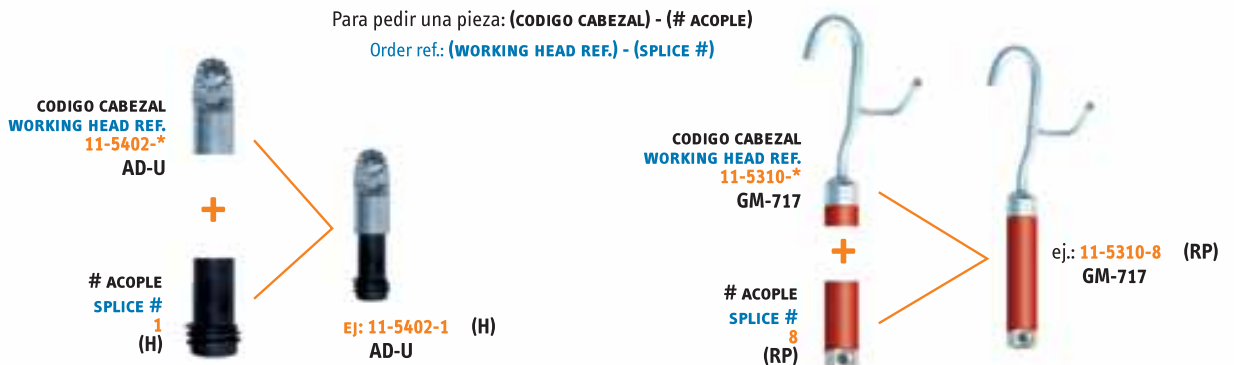 Para pedir una pieza: (CODIGO CABEZAL) - (# ACOPLE)
Order ref.: (WORKING HEAD REF.) - (SPLICE #)
CODIGO CABEZAL
WORKING HEAD REF.
11-5402-*
AD-U
+
# ACOPLE
SPLICE #
1
(H)
EJ: 11-5402-1 (H)
AD-U
CODIGO CABEZAL
WORKING HEAD REF.
11-5310-*
GM-717
+
# ACOPLE
SPLICE #
8
(RP)
ej.: 11-5310-8 (RP)
GM-717